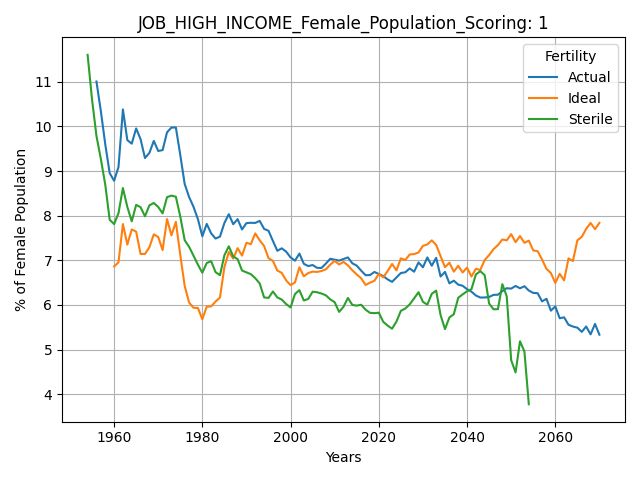 JOB_HIGH_INCOME_Female_Population_Scoring: 1
Fertility
Actual
Ideal
Sterile
% of Female Population
11
10
9
8
7
6
5
4
1960 1980 2000 2020 2040 2060
Years